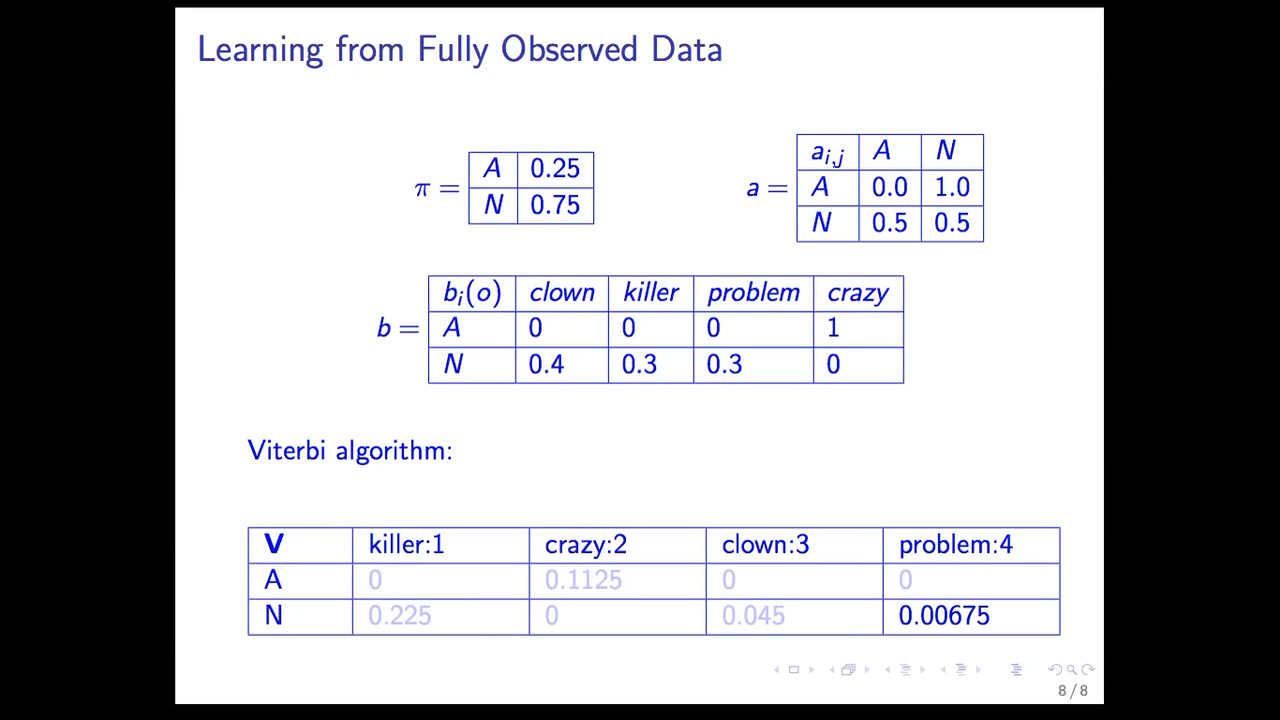 Learning from Fully Observed Data
π =
A 0.25
N 0.75
a =
a_{i,j} A N
A 0.0 1.0
N 0.5 0.5
b =
b_i(o) clown killer problem crazy
A 0 0 0 1
N 0.4 0.3 0.3 0
Viterbi algorithm:
V killer:1 crazy:2 clown:3 problem:4
A 0 0.1125 0 0
N 0.225 0 0.045 0.00675
8 / 8